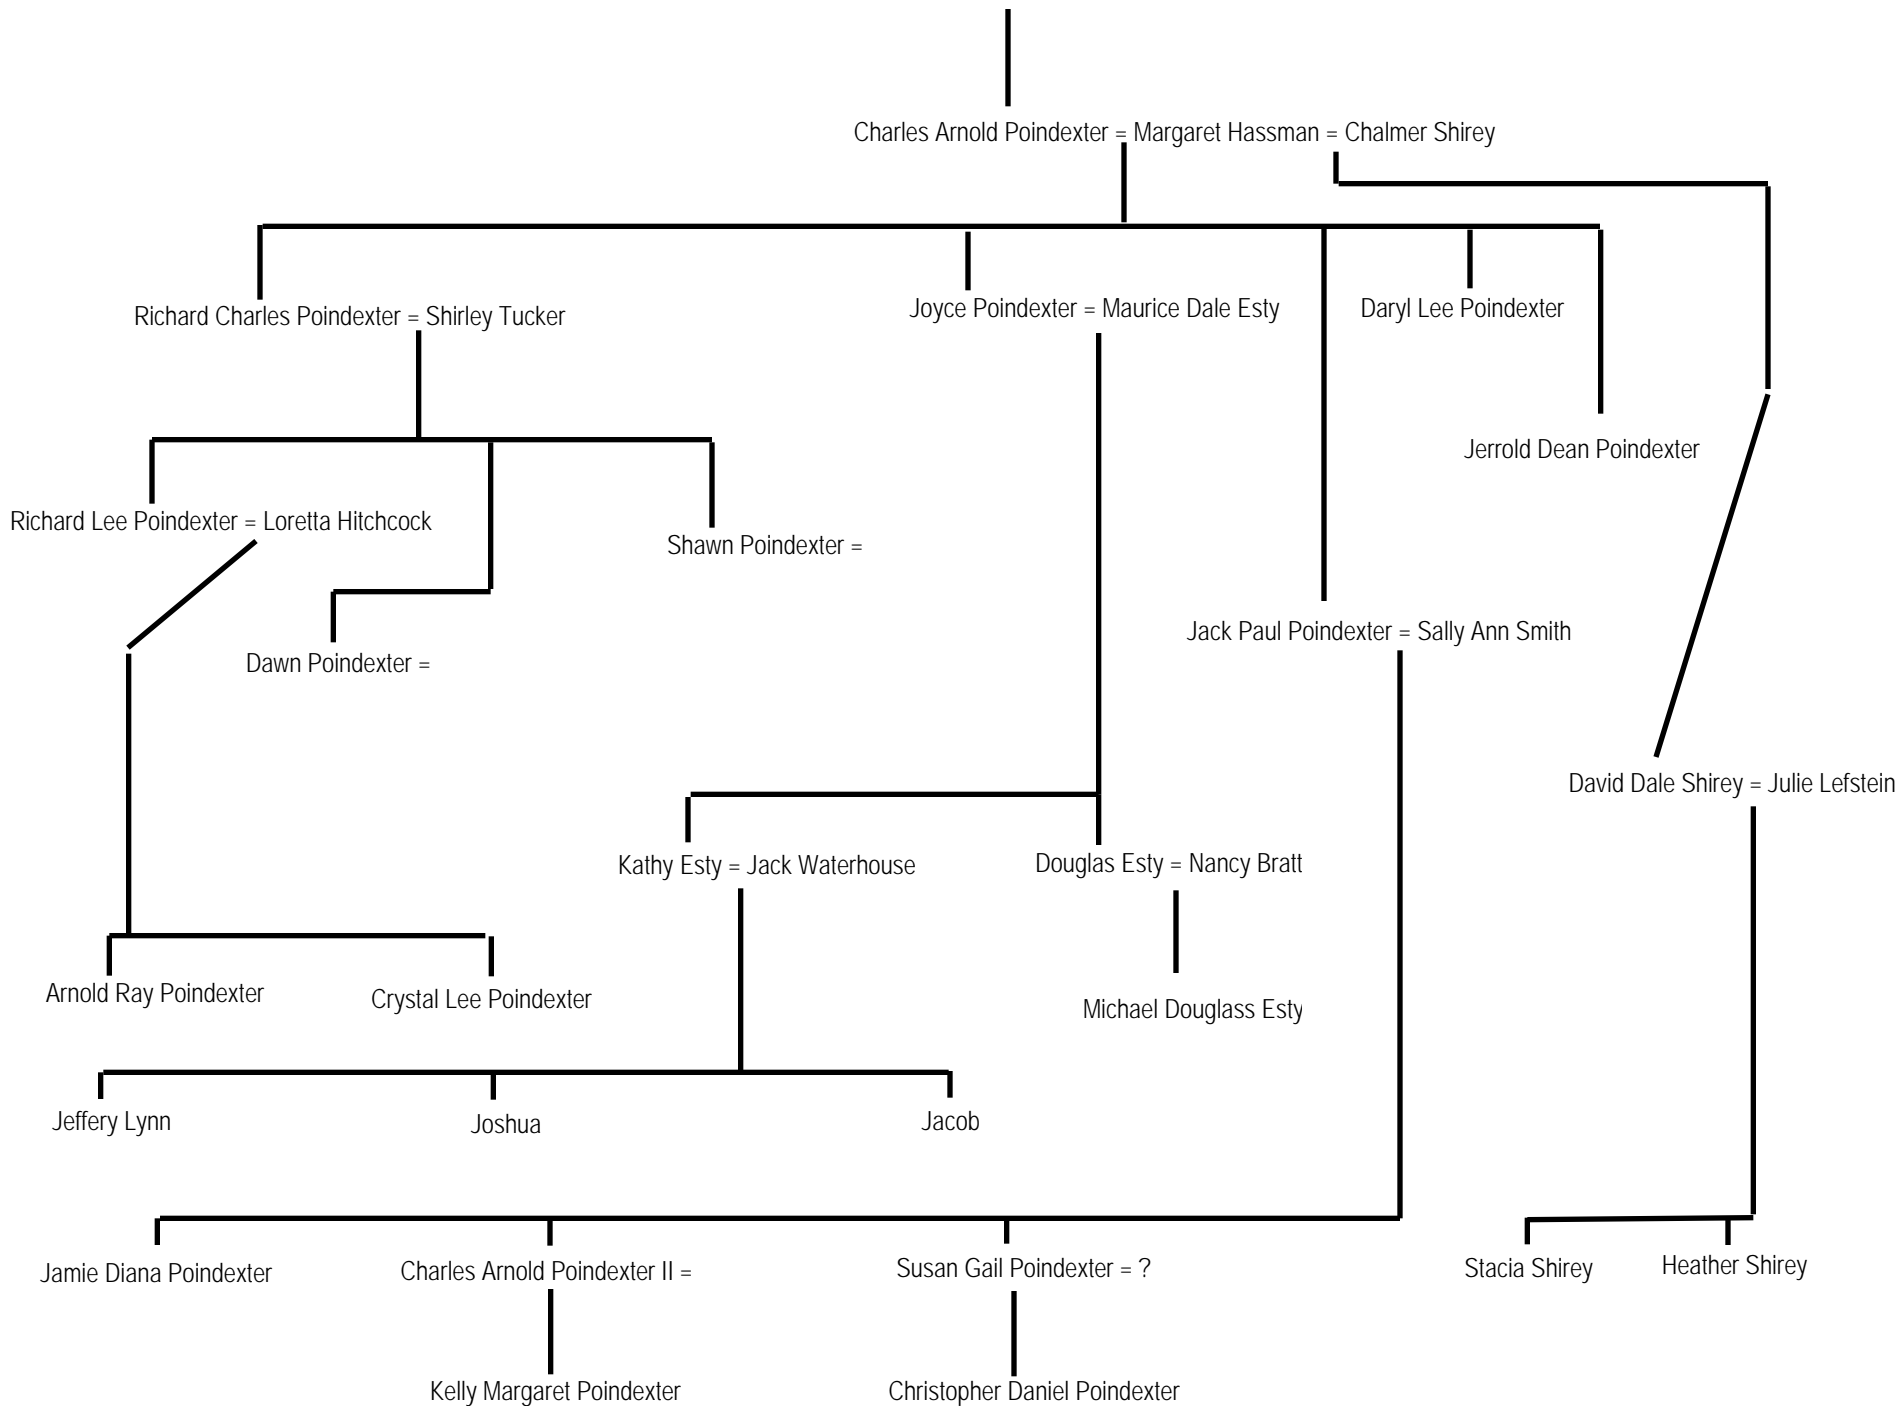 Charles Arnold Poindexter = Margaret Hassman = Chalmer Shirey
Richard Charles Poindexter = Shirley Tucker
Joyce Poindexter = Maurice Dale Esty
Daryl Lee Poindexter
Jerrold Dean Poindexter
Richard Lee Poindexter = Loretta Hitchcock
Shawn Poindexter =
Dawn Poindexter =
Jack Paul Poindexter = Sally Ann Smith
David Dale Shirey = Julie Lefstein
Kathy Esty = Jack Waterhouse
Douglas Esty = Nancy Bratt
Arnold Ray Poindexter
Crystal Lee Poindexter
Michael Douglass Esty
Jeffery Lynn
Joshua
Jacob
Jamie Diana Poindexter
Charles Arnold Poindexter II =
Susan Gail Poindexter = ?
Stacia Shirey
Heather Shirey
Kelly Margaret Poindexter
Christopher Daniel Poindexter